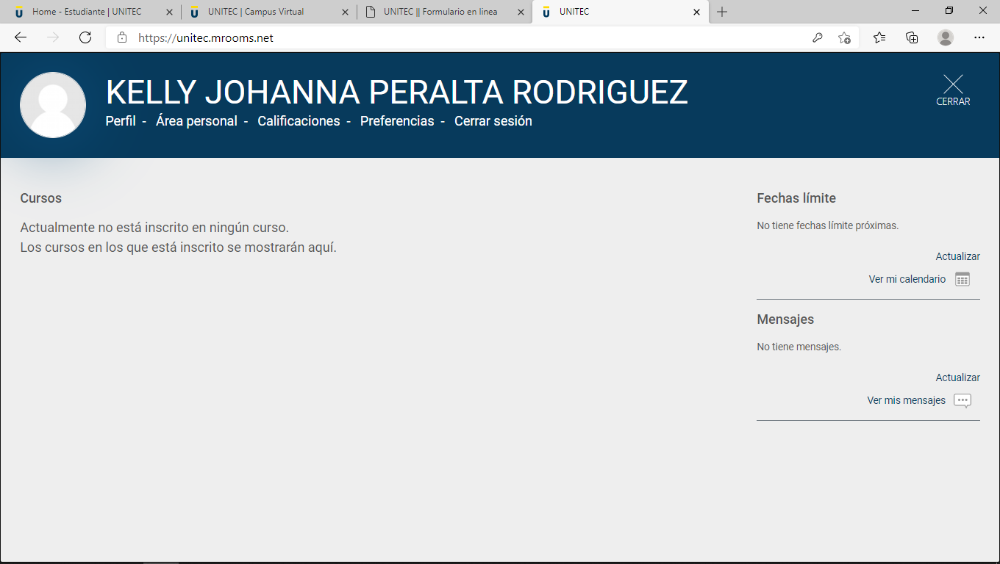 Home - Estudiante | UNITEC
UNITEC | Campus Virtual
UNITEC || Formulario en linea
UNITEC
https://unitec.mrooms.net
KELLY JOHANNA PERALTA RODRIGUEZ
Perfil - Área personal - Calificaciones - Preferencias - Cerrar sesión
CERRAR
Cursos
Actualmente no está inscrito en ningún curso.
Los cursos en los que está inscrito se mostrarán aquí.
Fechas límite
No tiene fechas límite próximas.
Actualizar
Ver mi calendario
Mensajes
No tiene mensajes.
Actualizar
Ver mis mensajes